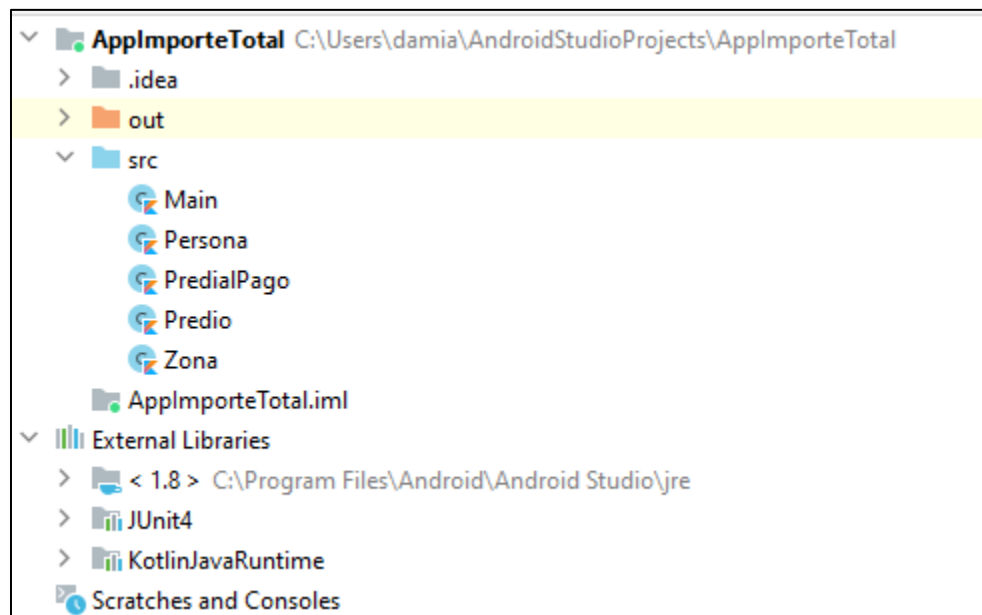 AppImporteTotal C:\Users\damia\AndroidStudioProjects\AppImporteTotal
.idea
out
src
Main
Persona
PredialPago
Predio
Zona
AppImporteTotal.iml
External Libraries
< 1.8 > C:\Program Files\Android\Android Studio\jre
JUnit4
KotlinJavaRuntime
Scratches and Consoles